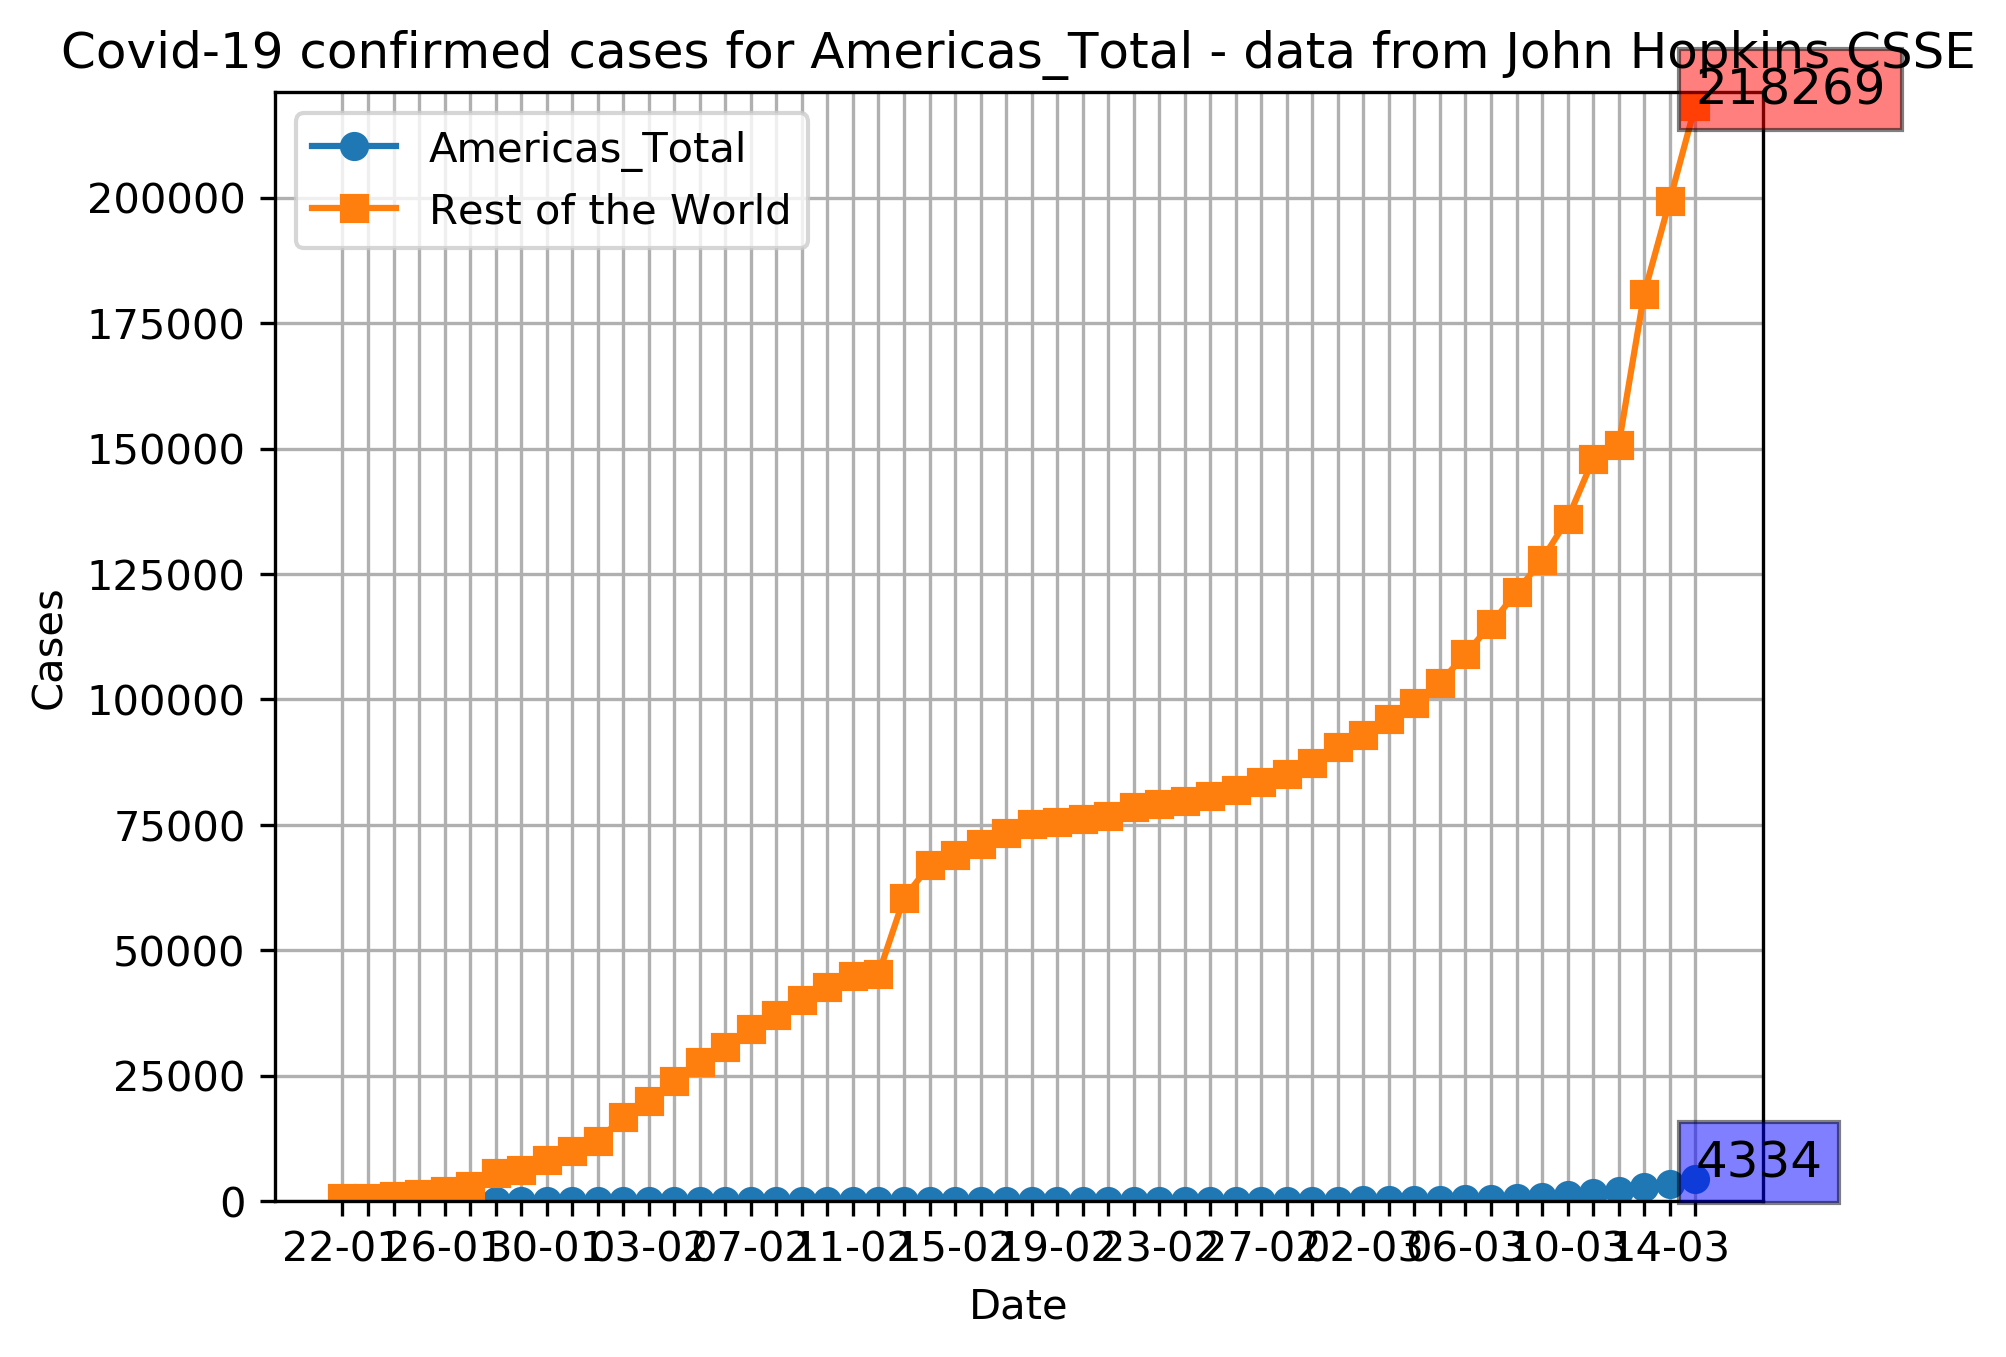 Covid-19 confirmed cases for Americas_Total - data from John Hopkins CSSE
218269
Americas_Total
Rest of the World
200000
175000
150000
125000
100000
75000
50000
25000
0
Cases
4334
22-01 26-01 30-01 03-02 07-02 11-02 15-02 19-02 23-02 27-02 02-03 06-03 10-03 14-03
Date